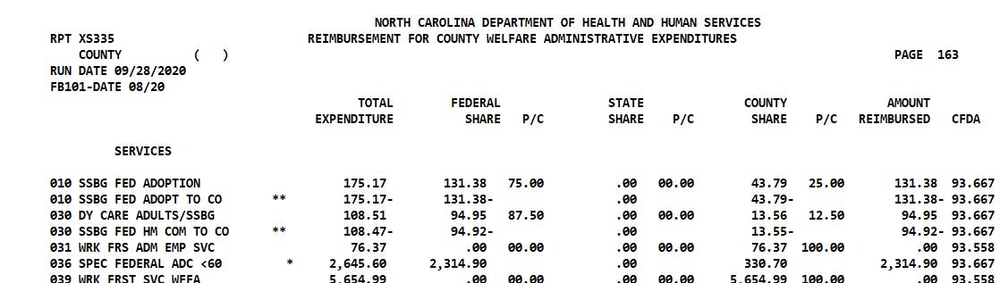 NORTH CAROLINA DEPARTMENT OF HEALTH AND HUMAN SERVICES
RPT XS335 REIMBURSEMENT FOR COUNTY WELFARE ADMINISTRATIVE EXPENDITURES
COUNTY ( ) PAGE 163
RUN DATE 09/28/2020
FB101-DATE 08/20
TOTAL FEDERAL STATE COUNTY AMOUNT
EXPENDITURE SHARE P/C SHARE P/C SHARE P/C REIMBURSED CFDA
SERVICES
010 SSBG FED ADOPTION 175.17 131.38 75.00 .00 00.00 43.79 25.00 131.38 93.667
010 SSBG FED ADOPT TO CO ** 175.17- 131.38- .00 43.79- 131.38- 93.667
030 DY CARE ADULTS/SSBG 108.51 94.95 87.50 .00 00.00 13.56 12.50 94.95 93.667
030 SSBG FED HM COM TO CO ** 108.47- 94.92- .00 13.55- 94.92- 93.667
031 WRK FRS ADM EMP SVC 76.37 .00 00.00 .00 00.00 76.37 100.00 .00 93.558
036 SPEC FEDERAL ADC <60 * 2,645.60 2,314.90 .00 330.70 2,314.90 93.667
039 WRK FRST SVC WFFA 5,654.99 .00 00.00 .00 00.00 5,654.99 100.00 .00 93.558